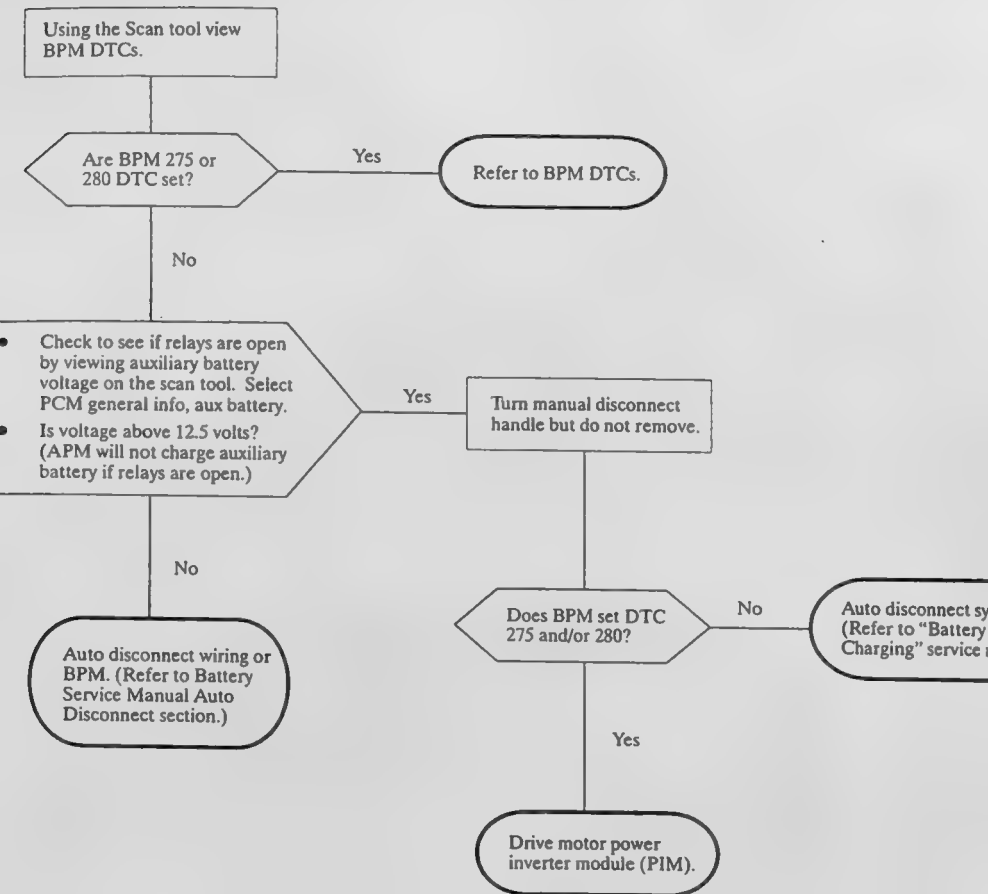 Using the Scan tool view
BPM DTCs.
Are BPM 275 or
280 DTC set?
Yes
Refer to BPM DTCs.
No
• Check to see if relays are open
by viewing auxiliary battery
voltage on the scan tool. Select
PCM general info, aux battery.
• Is voltage above 12.5 volts?
(APM will not charge auxiliary
battery if relays are open.)
Yes
Turn manual disconnect
handle but do not remove.
No
Auto disconnect wiring or
BPM. (Refer to Battery
Service Manual Auto
Disconnect section.)
Does BPM set DTC
275 and/or 280?
No
Auto disconnect
(Refer to “Battery
Charging” service
Yes
Drive motor power
inverter module (PIM).